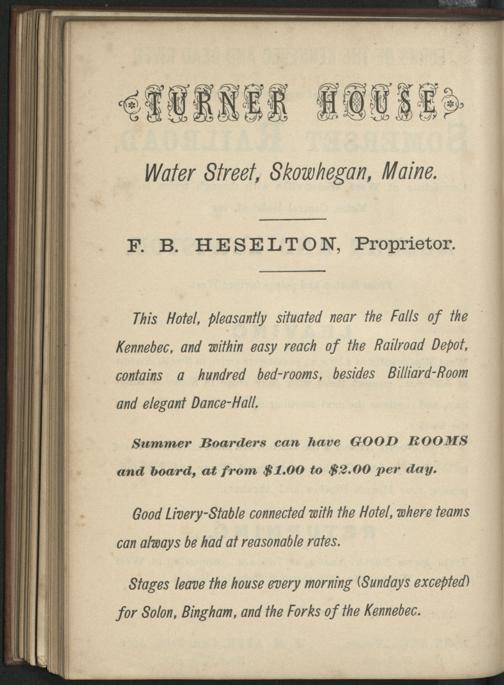 TURNER HOUSE
Water Street, Skowhegan, Maine.
F. B. HESELTON, Proprietor.
This Hotel, pleasantly situated near the Falls of the
Kennebec, and within easy reach of the Railroad Depot,
contains a hundred bed-rooms, besides Billiard-Room
and elegant Dance-Hall.
Summer Boarders can have GOOD ROOMS
and board, at from $1.00 to $2.00 per day.
Good Livery-Stable connected with the Hotel, where teams
can always be had at reasonable rates.
Stages leave the house every morning (Sundays excepted)
for Solon, Bingham, and the Forks of the Kennebec.